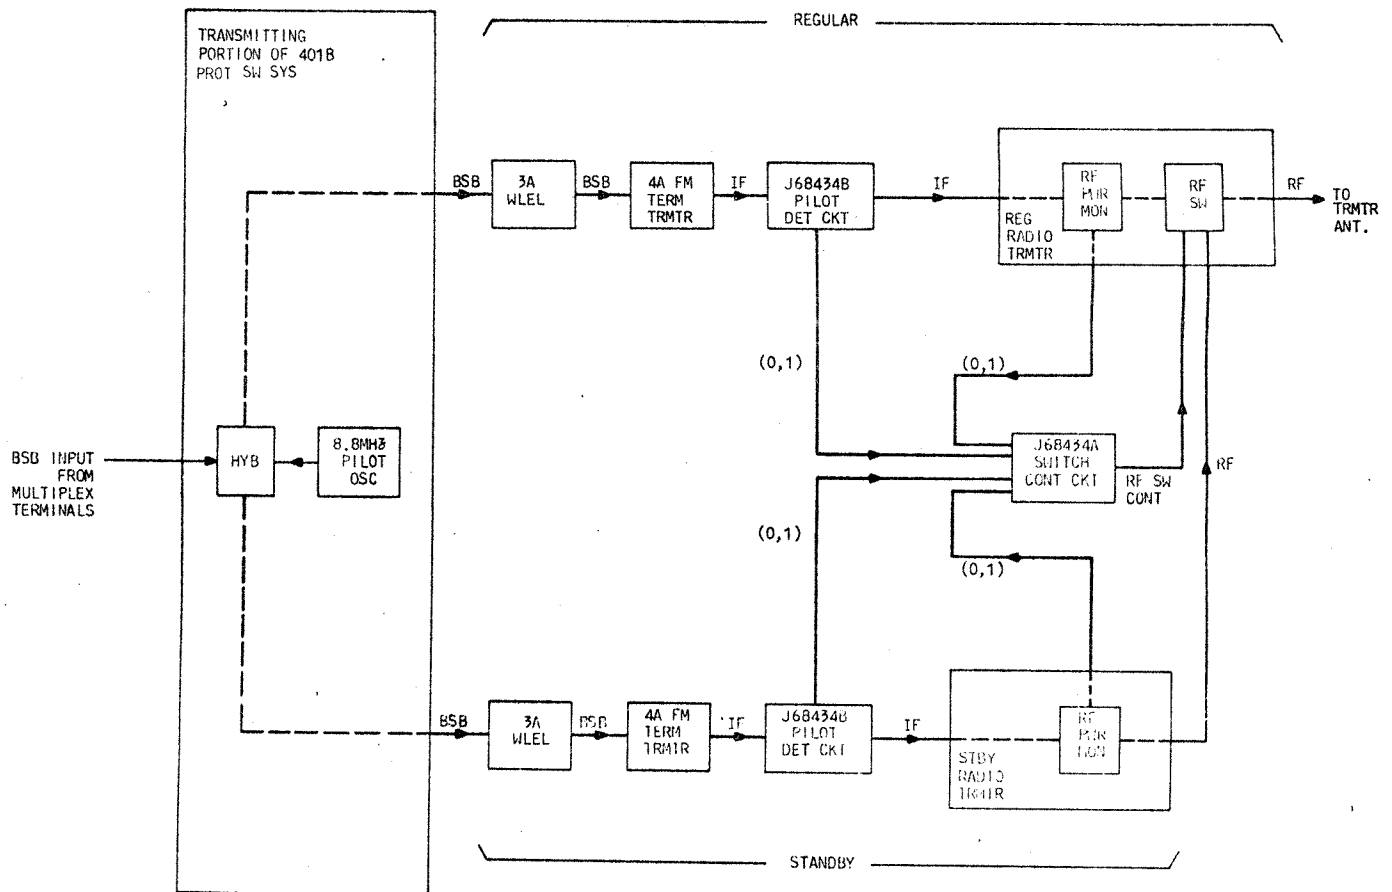 REGULAR
TRANSMITTING
PORTION OF 401B
PROT SW SYS
BSB
3A
WLEL
BSB
4A FM
TERM
TRMTR
IF
J68434B
PILOT
DET CKT
IF
REG
RADIO
TRMTR
RF
PWR
MON
RF
SW
RF
TO
TRMTR
ANT.
(0,1)
(0,1)
BSB INPUT
FROM
MULTIPLEX
TERMINALS
HYB
8.8MHz
PILOT
OSC
J68434A
SWITCH
CONT CKT
RF SW
CONT
RF
(0,1)
(0,1)
BSB
3A
WLEL
BSB
4A FM
TERM
TRMTR
IF
J68434B
PILOT
DET CKT
IF
STBY
RADIO
TRMTR
RF
PWR
MON
STANDBY